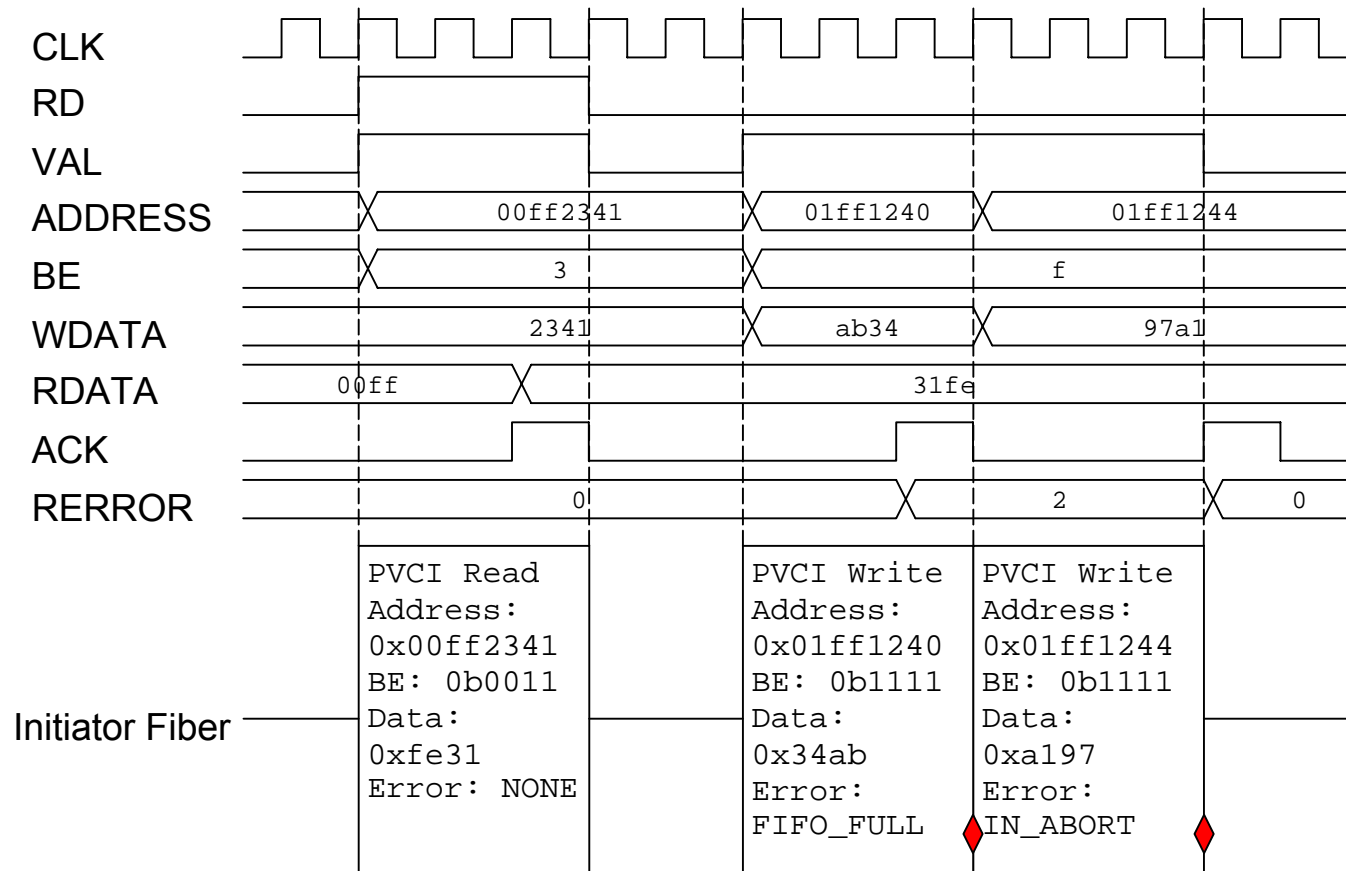 CLK
RD
VAL
ADDRESS 00ff2341 01ff1240 01ff1244
BE 3 f
WDATA 2341 ab34 97a1
RDATA 00ff 31fe
ACK
RERROR 0 2 0
Initiator Fiber
PVCI Read
Address:
0x00ff2341
BE: 0b0011
Data:
0xfe31
Error: NONE
PVCI Write
Address:
0x01ff1240
BE: 0b1111
Data:
0x34ab
Error:
FIFO_FULL
PVCI Write
Address:
0x01ff1244
BE: 0b1111
Data:
0xa197
Error:
IN_ABORT